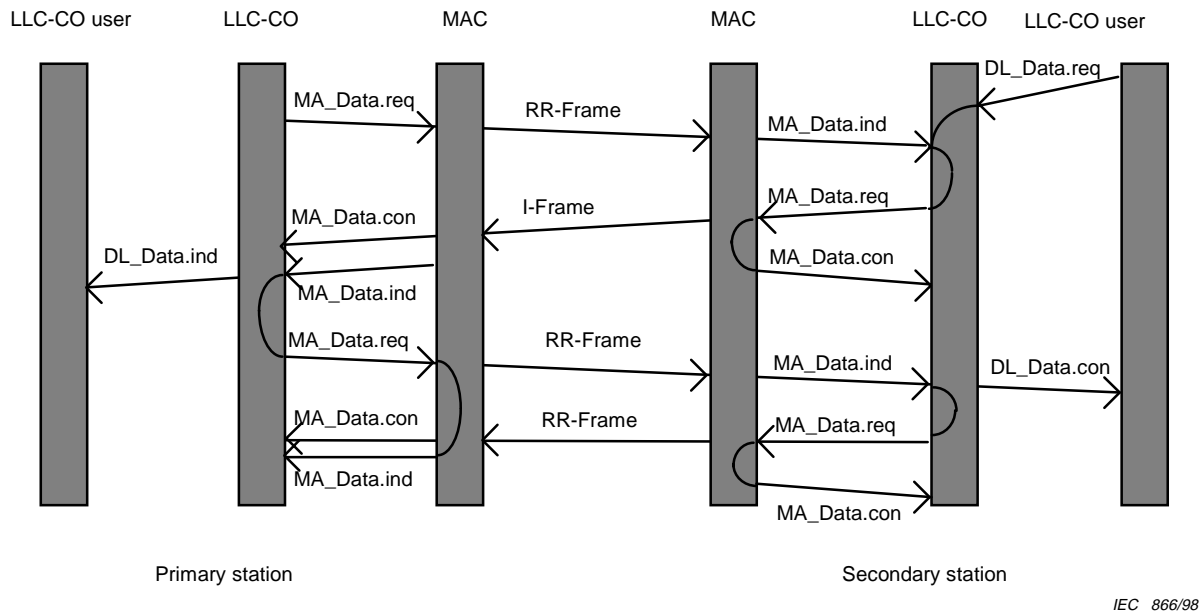 LLC-CO user LLC-CO MAC MAC LLC-CO LLC-CO user
DL_Data.req
MA_Data.req
RR-Frame
MA_Data.ind
MA_Data.req
I-Frame
MA_Data.con
DL_Data.ind
MA_Data.con
MA_Data.ind
MA_Data.req
RR-Frame
MA_Data.ind
DL_Data.con
MA_Data.con
RR-Frame
MA_Data.req
MA_Data.ind
MA_Data.con
Primary station Secondary station
IEC 866/98